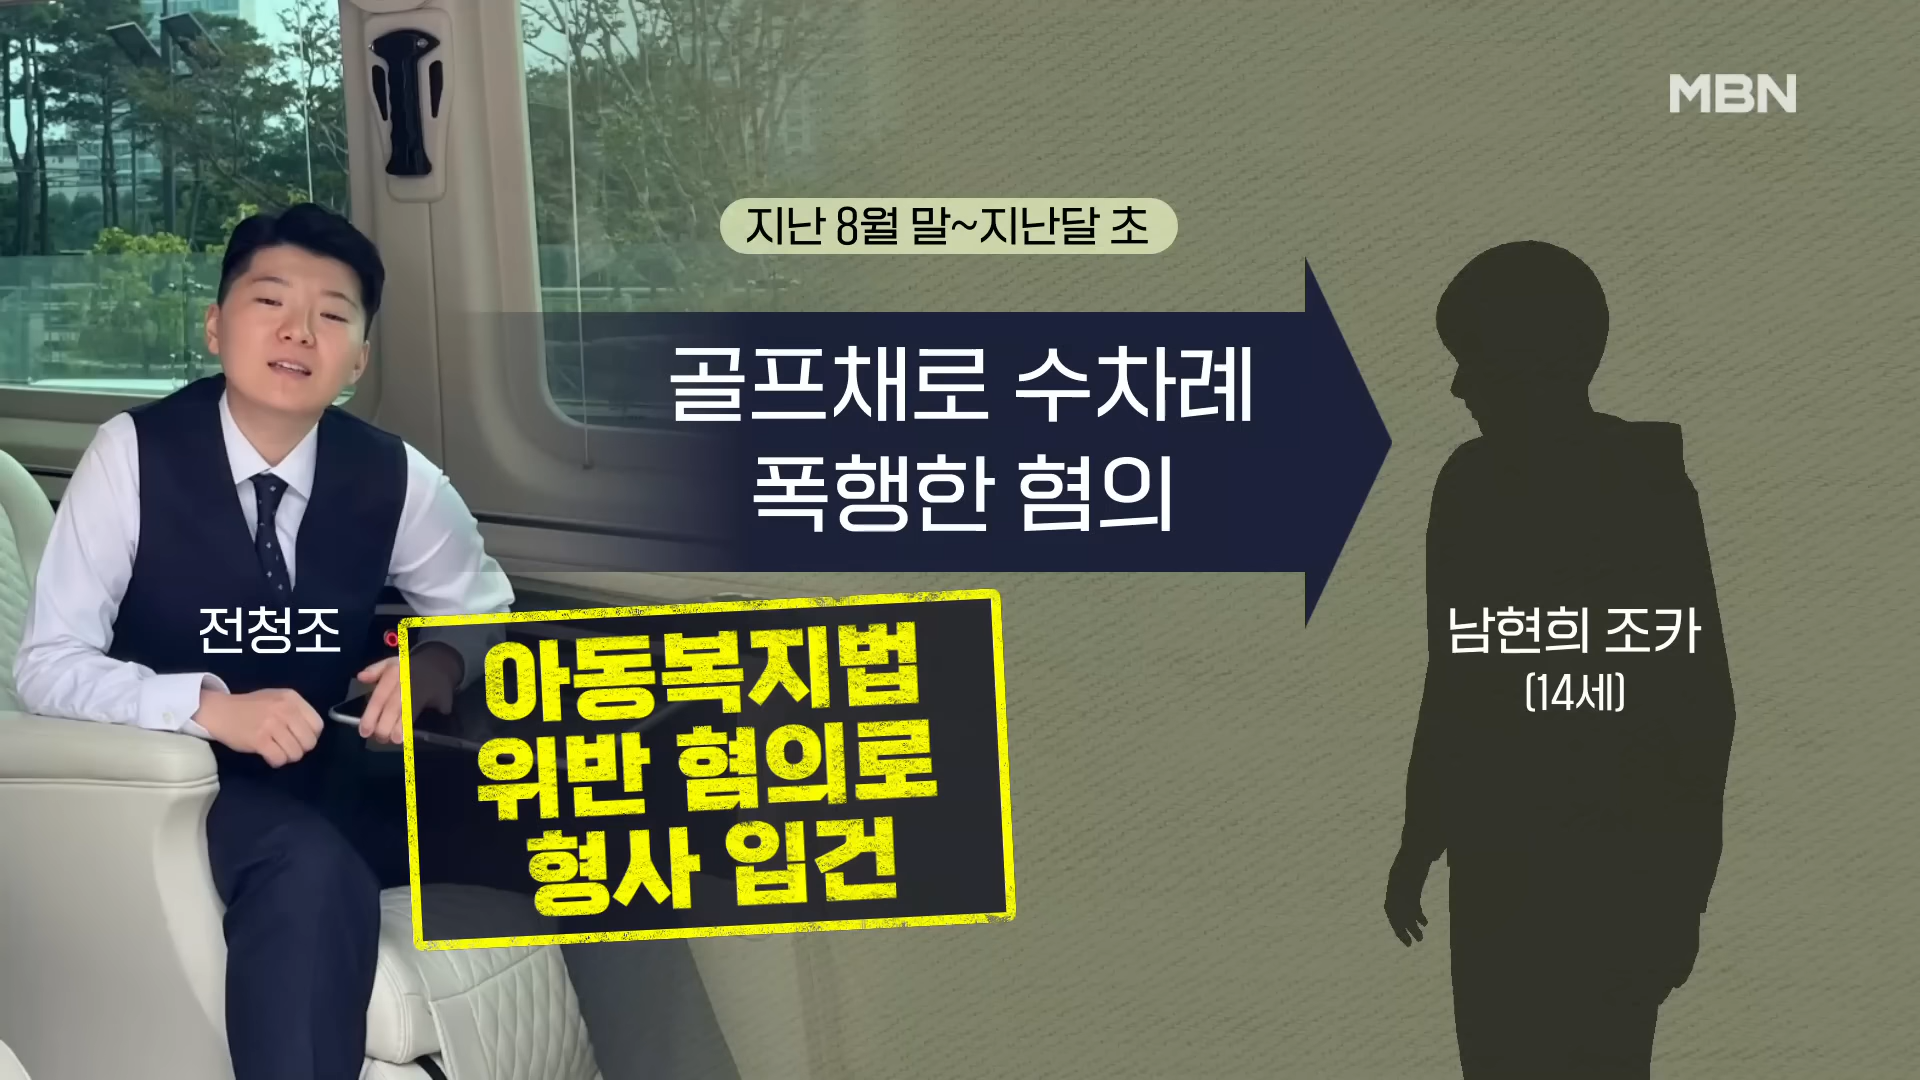 MBN
지난 8월 말~지난달 초
골프채로 수차례
폭행한 혐의
전청조
아동복지법
위반 혐의로
형사 입건
남현희 조카
(14세)